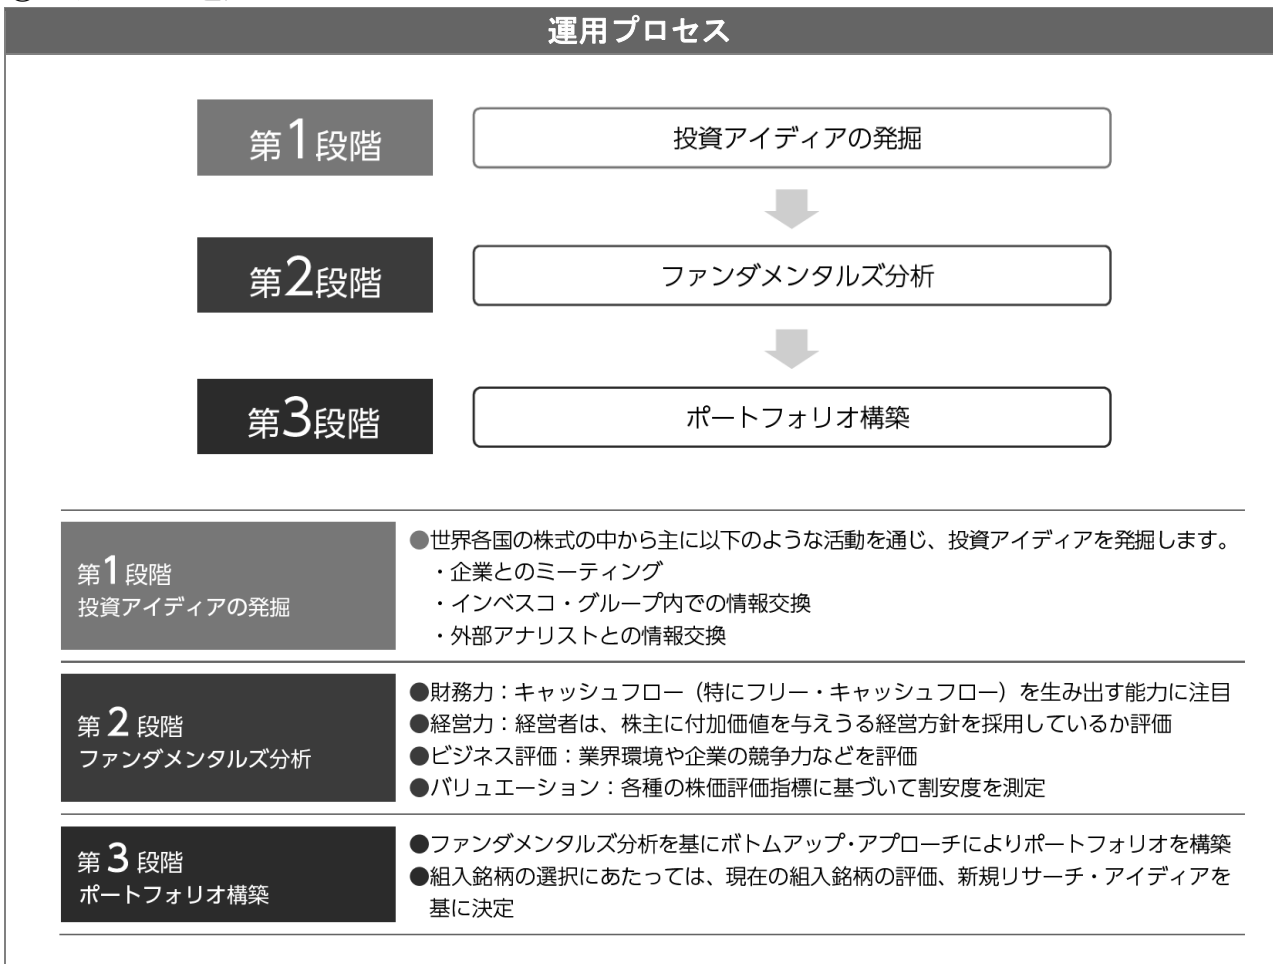 運用プロセス
第1段階
投資アイディアの発掘
第2段階
ファンダメンタルズ分析
第3段階
ポートフォリオ構築
第1段階
投資アイディアの発掘
●世界各国の株式の中から主に以下のような活動を通じ、投資アイディアを発掘します。
・企業とのミーティング
・インベスコ・グループ内での情報交換
・外部アナリストとの情報交換
第2段階
ファンダメンタルズ分析
●財務力：キャッシュフロー（特にフリー・キャッシュフロー）を生み出す能力に注目
●経営力：経営者は、株主に付加価値を与えうる経営方針を採用しているか評価
●ビジネス評価：業界環境や企業の競争力などを評価
●バリュエーション：各種の株価評価指標に基づいて割安度を測定
第3段階
ポートフォリオ構築
●ファンダメンタルズ分析を基にボトムアップ・アプローチによりポートフォリオを構築
●組入銘柄の選択にあたっては、現在の組入銘柄の評価、新規リサーチ・アイディアを
基に決定